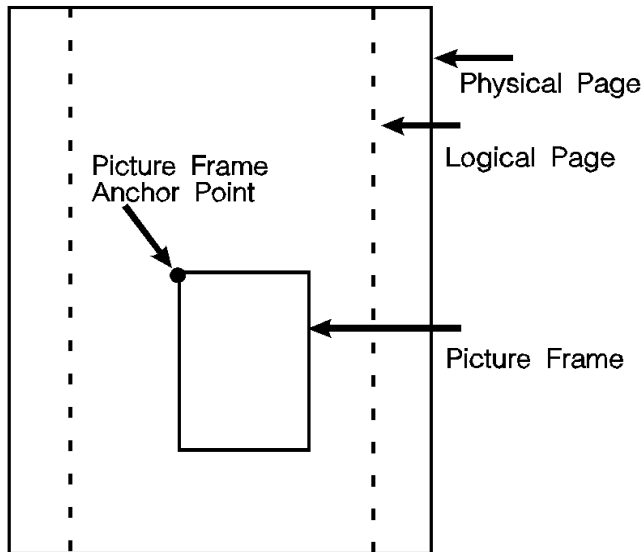 Physical Page
Logical Page
Picture Frame
Anchor Point
Picture Frame